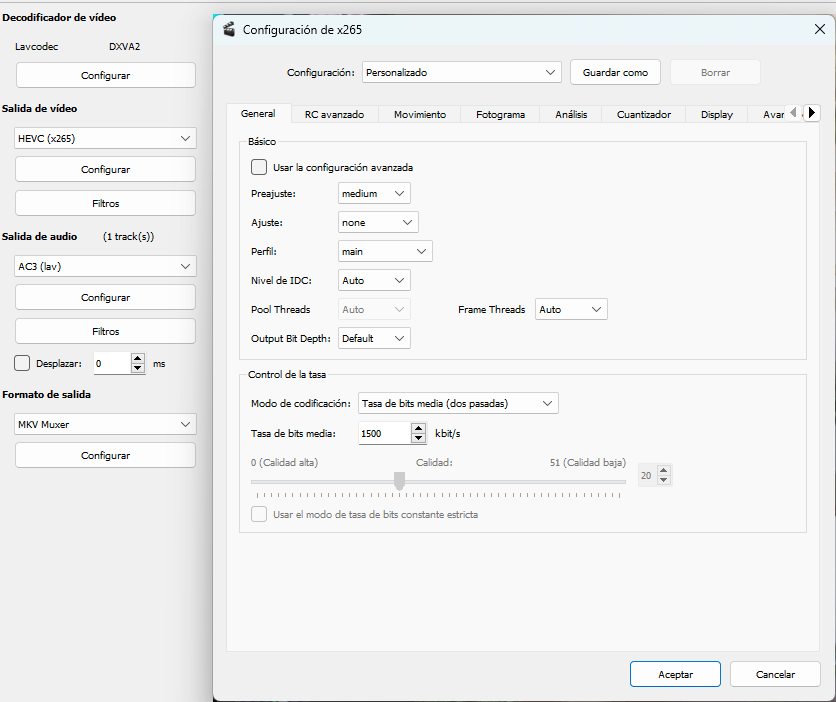 Decodificador de vídeo
Lavcodec DXVA2
Configurar
Salida de vídeo
HEVC (x265)
Configurar
Filtros
Salida de audio (1 track(s))
AC3 (lav)
Configurar
Filtros
Desplazar: 0 ms
Formato de salida
MKV Muxer
Configurar
Configuración de x265
Configuración: Personalizado Guardar como Borrar
General RC avanzado Movimiento Fotograma Análisis Cuantizador Display Avar
Básico
Usar la configuración avanzada
Preajuste: medium
Ajuste: none
Perfil: main
Nivel de IDC: Auto
Pool Threads Auto Frame Threads Auto
Output Bit Depth: Default
Control de la tasa
Modo de codificación: Tasa de bits media (dos pasadas)
Tasa de bits media: 1500 kbit/s
0 (Calidad alta) Calidad: 51 (Calidad baja)
20
Usar el modo de tasa de bits constante estricta
Aceptar Cancelar